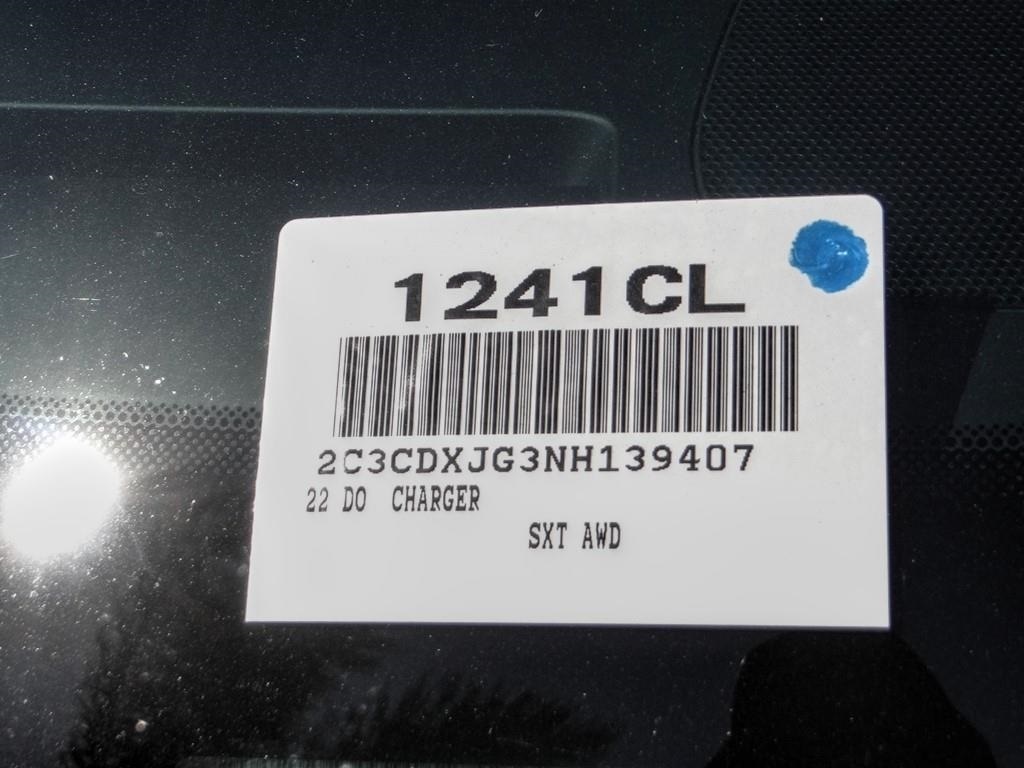 1241CL
2C3CDXJG3NH139407
22 DO CHARGER
SXT AWD